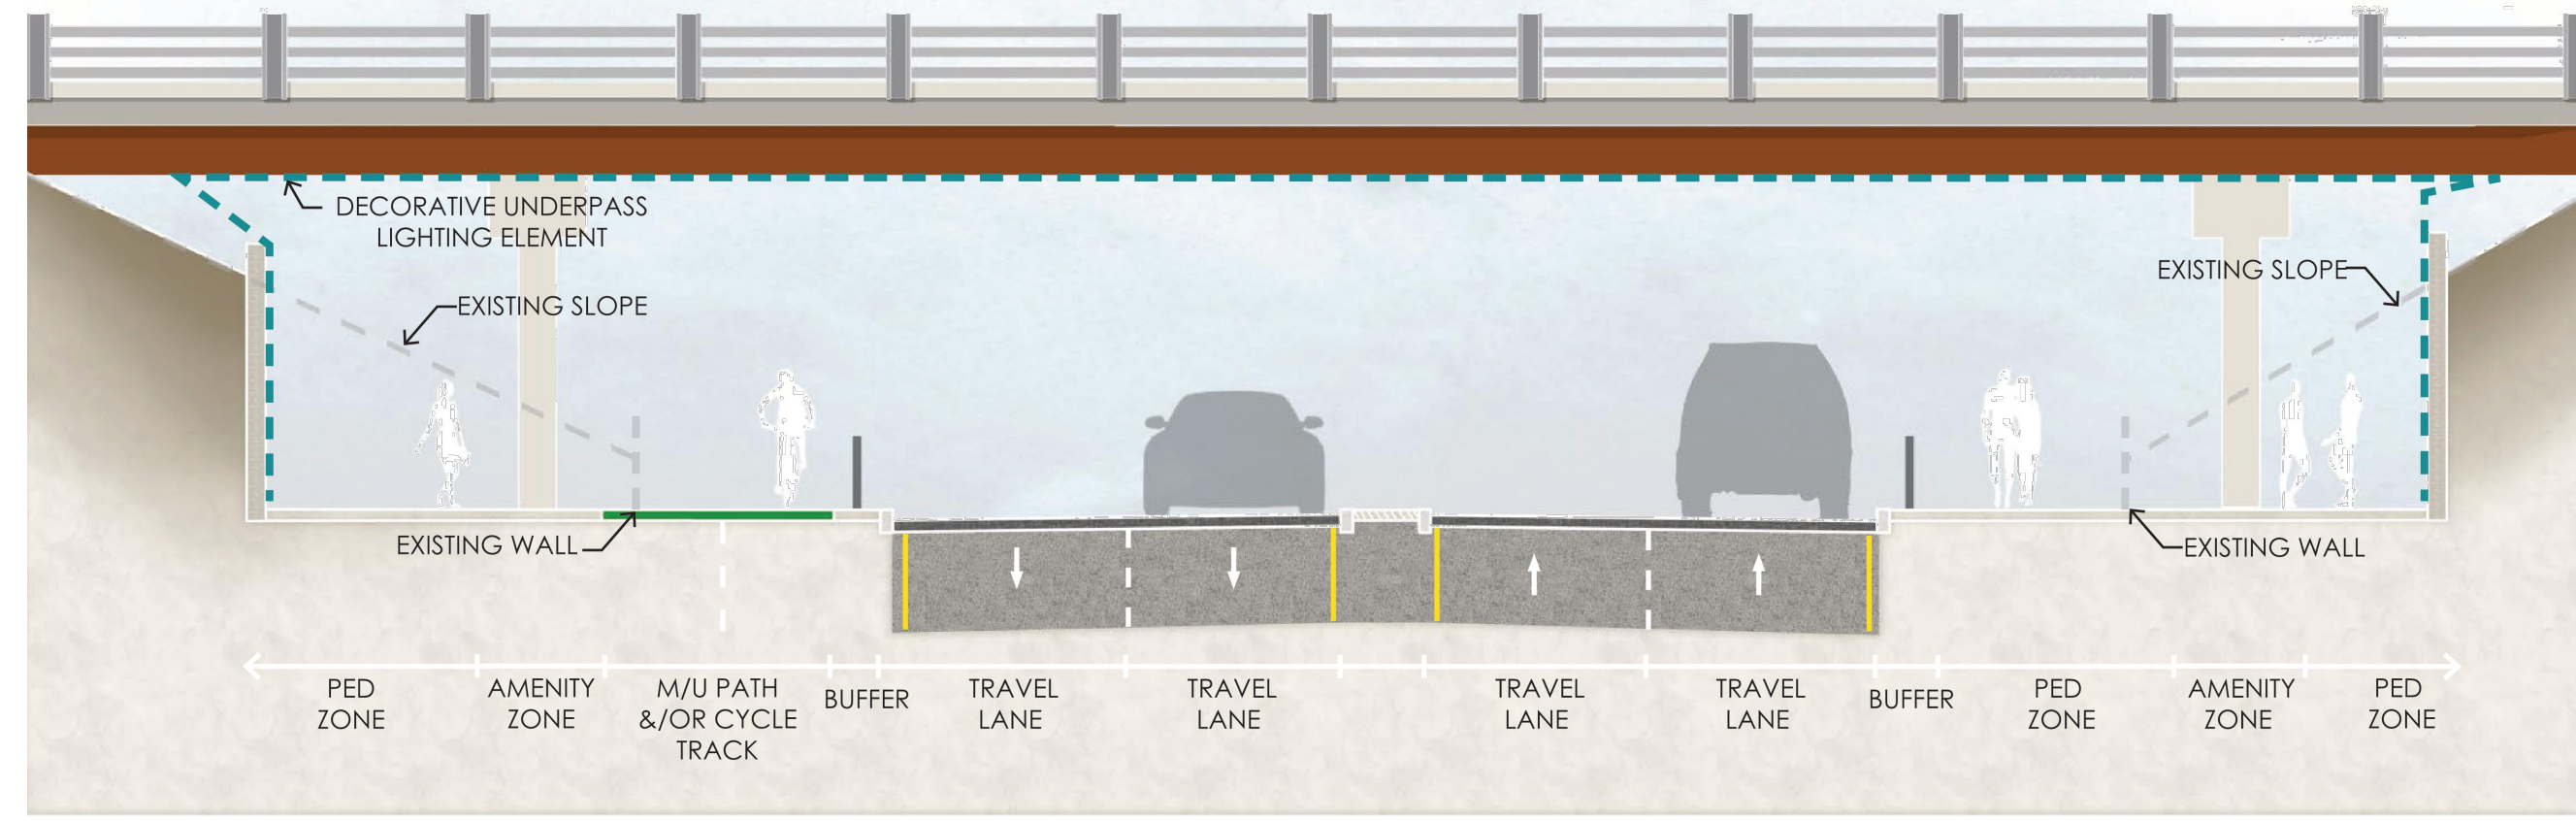 DECORATIVE UNDERPASS
LIGHTING ELEMENT
EXISTING SLOPE
EXISTING SLOPE
EXISTING WALL
EXISTING WALL
PED
ZONE
AMENITY
ZONE
M/U PATH
&/OR CYCLE
TRACK
BUFFER
TRAVEL
LANE
TRAVEL
LANE
TRAVEL
LANE
TRAVEL
LANE
BUFFER
PED
ZONE
AMENITY
ZONE
PED
ZONE